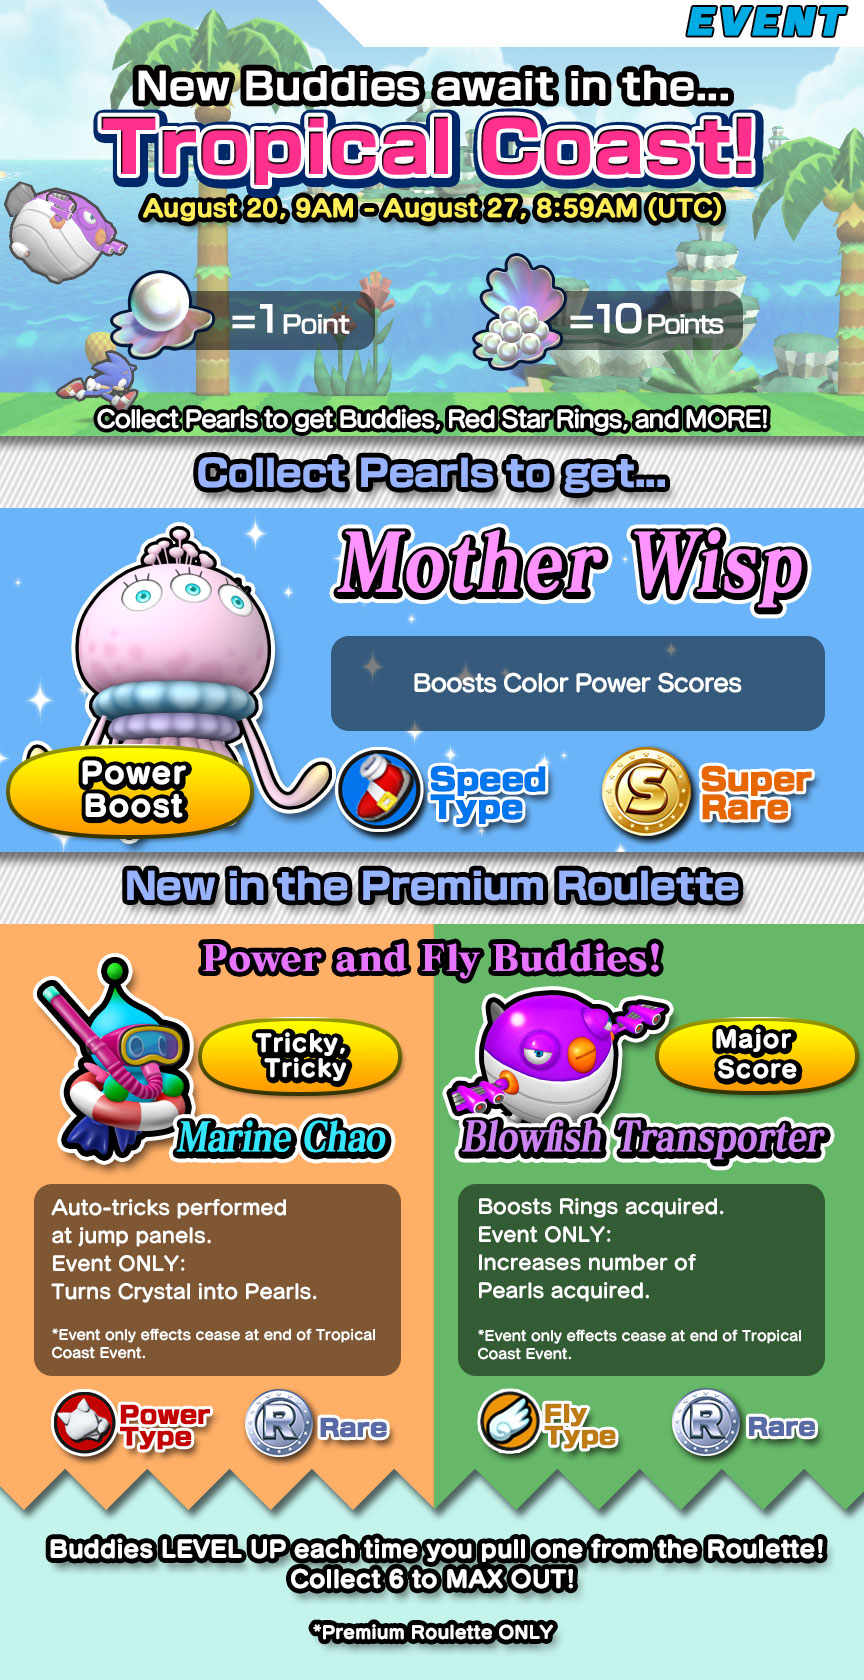 EVENT
New Buddies await in the...
Tropical Coast!
August 20, 9AM - August 27, 8:59AM (UTC)
=1 Point
=10 Points
Collect Pearls to get Buddies, Red Star Rings, and MORE!
Collect Pearls to get...
Mother Wisp
Boosts Color Power Scores
Power
Boost
Speed
Type
S
Super
Rare
New in the Premium Roulette
Power and Fly Buddies!
Tricky,
Tricky
Marine Chao
Auto-tricks performed
at jump panels.
Event ONLY:
Turns Crystal into Pearls.
*Event only effects cease at end of Tropical
Coast Event.
Power
Type
R
Rare
Major
Score
Blowfish Transporter
Boosts Rings acquired.
Event ONLY:
Increases number of
Pearls acquired.
*Event only effects cease at end of Tropical
Coast Event.
Fly
Type
R
Rare
Buddies LEVEL UP each time you pull one from the Roulette!
Collect 6 to MAX OUT!
*Premium Roulette ONLY